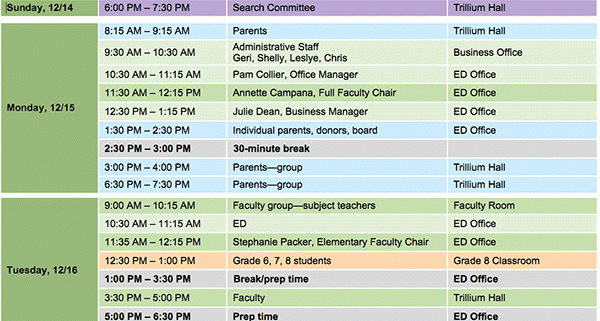 Sunday, 12/14 6:00 PM – 7:30 PM Search Committee Trillium Hall
8:15 AM – 9:15 AM Parents Trillium Hall
9:30 AM – 10:30 AM Administrative Staff Business Office
Geri, Shelly, Leslye, Chris
10:30 AM – 11:15 AM Pam Collier, Office Manager ED Office
Monday, 12/15 11:30 AM – 12:15 PM Annette Campana, Full Faculty Chair ED Office
12:30 PM – 1:15 PM Julie Dean, Business Manager ED Office
1:30 PM – 2:30 PM Individual parents, donors, board ED Office
2:30 PM – 3:00 PM 30-minute break
3:00 PM – 4:00 PM Parents—group Trillium Hall
6:30 PM – 7:30 PM Parents—group Trillium Hall
9:00 AM – 10:15 AM Faculty group—subject teachers Faculty Room
10:30 AM – 11:15 AM ED ED Office
11:35 AM – 12:15 PM Stephanie Packer, Elementary Faculty Chair ED Office
Tuesday, 12/16 12:30 PM – 1:00 PM Grade 6, 7, 8 students Grade 8 Classroom
1:00 PM – 3:30 PM Break/prep time ED Office
3:30 PM – 5:00 PM Faculty Trillium Hall
5:00 PM – 6:30 PM Prep time ED Office